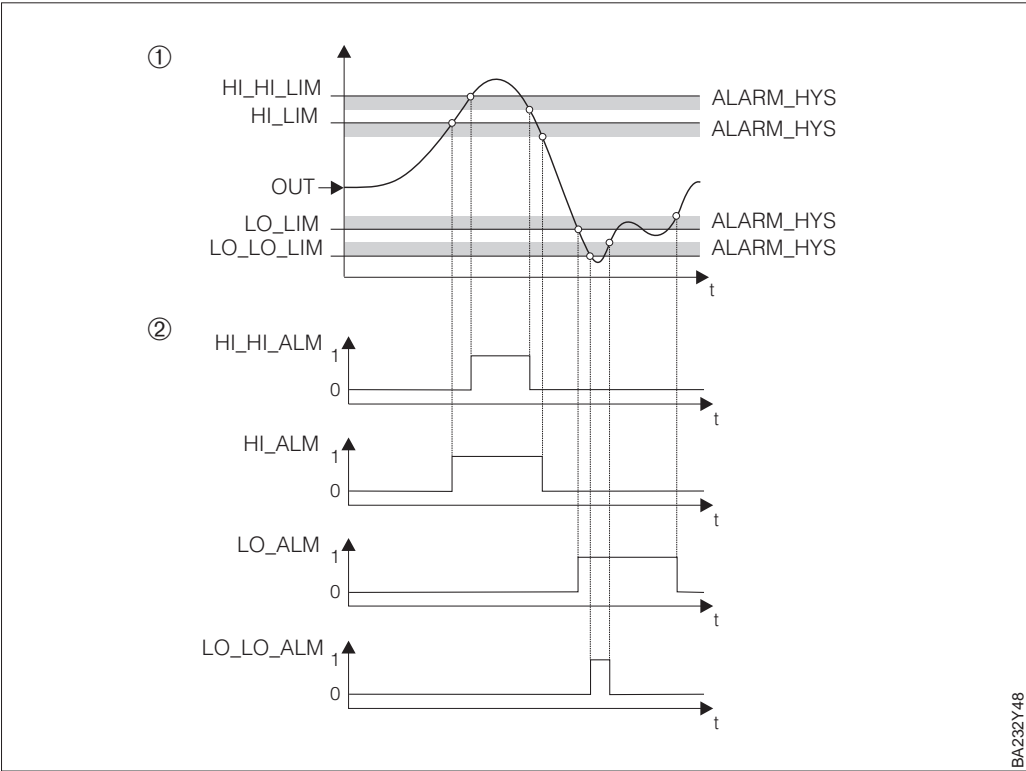 ①
HI_HI_LIM
ALARM_HYS
HI_LIM
ALARM_HYS
OUT
LO_LIM
ALARM_HYS
LO_LO_LIM
ALARM_HYS
t
②
HI_HI_ALM
1
0
t
HI_ALM
1
0
t
LO_ALM
1
0
t
LO_LO_ALM
1
0
t
BA232Y48